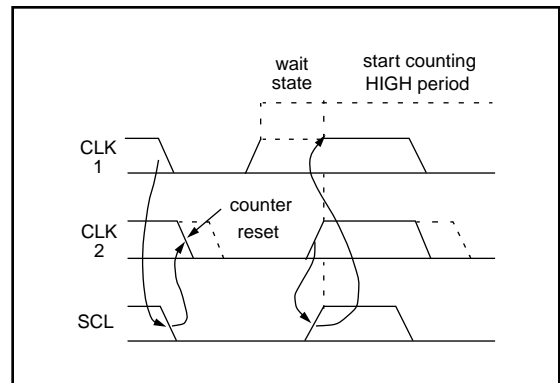 wait
state
start counting
HIGH period
CLK
1
counter
reset
CLK
2
SCL